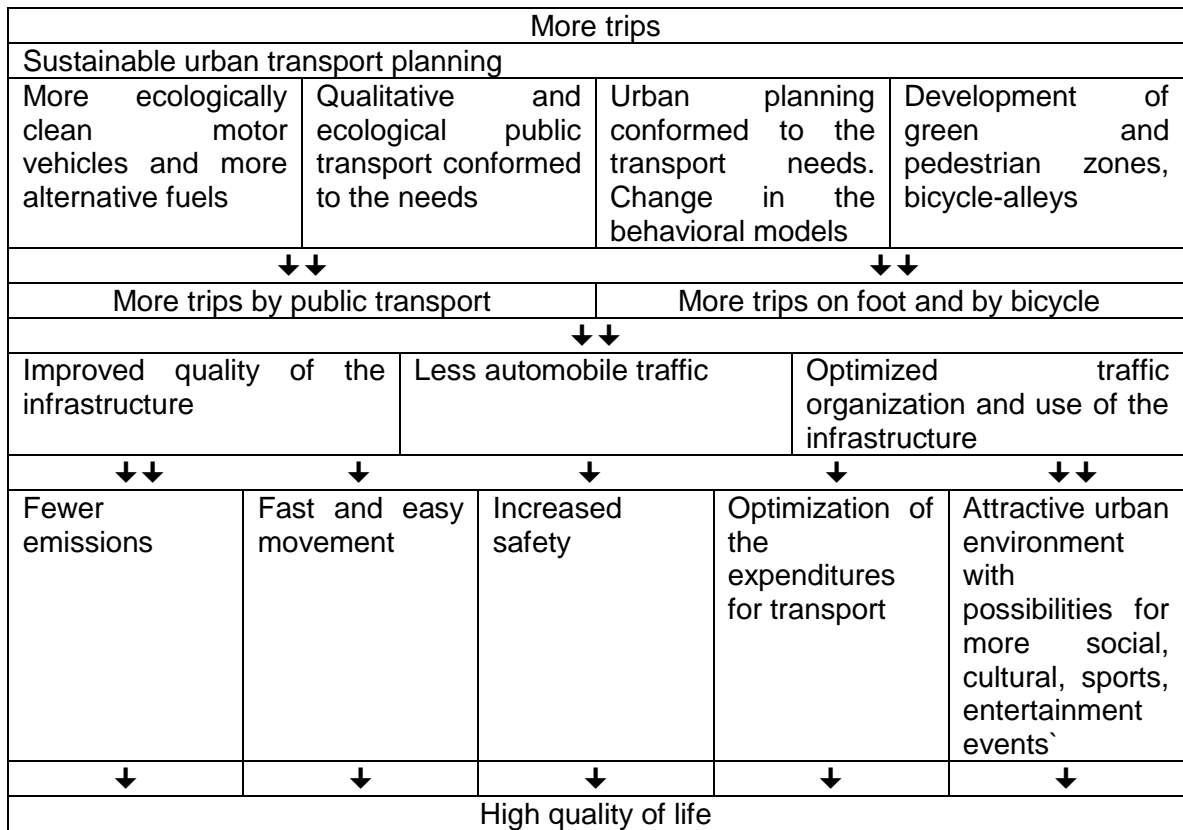 More trips
Sustainable urban transport planning
More ecologically
clean motor
vehicles and more
alternative fuels
Qualitative and
ecological public
transport conformed
to the needs
Urban planning
conformed to the
transport needs.
Change in the
behavioral models
Development of
green and
pedestrian zones,
bicycle-alleys
More trips by public transport
More trips on foot and by bicycle
Improved quality of the
infrastructure
Less automobile traffic
Optimized traffic
organization and use of the
infrastructure
Fewer
emissions
Fast and easy
movement
Increased
safety
Optimization of
the
expenditures
for transport
Attractive urban
environment
with
possibilities for
more social,
cultural, sports,
entertainment
events`
High quality of life